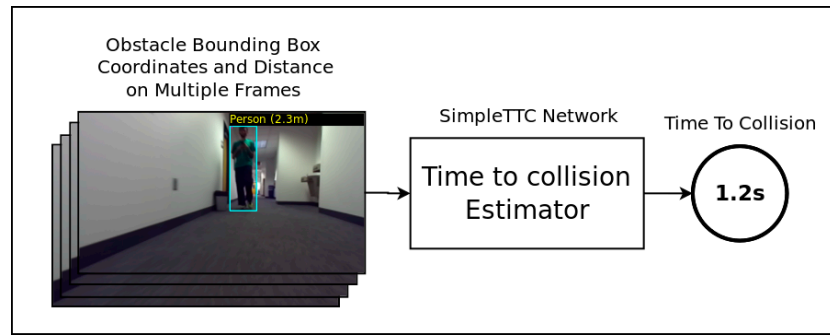 Obstacle Bounding Box
Coordinates and Distance
on Multiple Frames
Person (2.3m)
SimpleTTC Network
Time to collision
Estimator
Time To Collision
1.2s